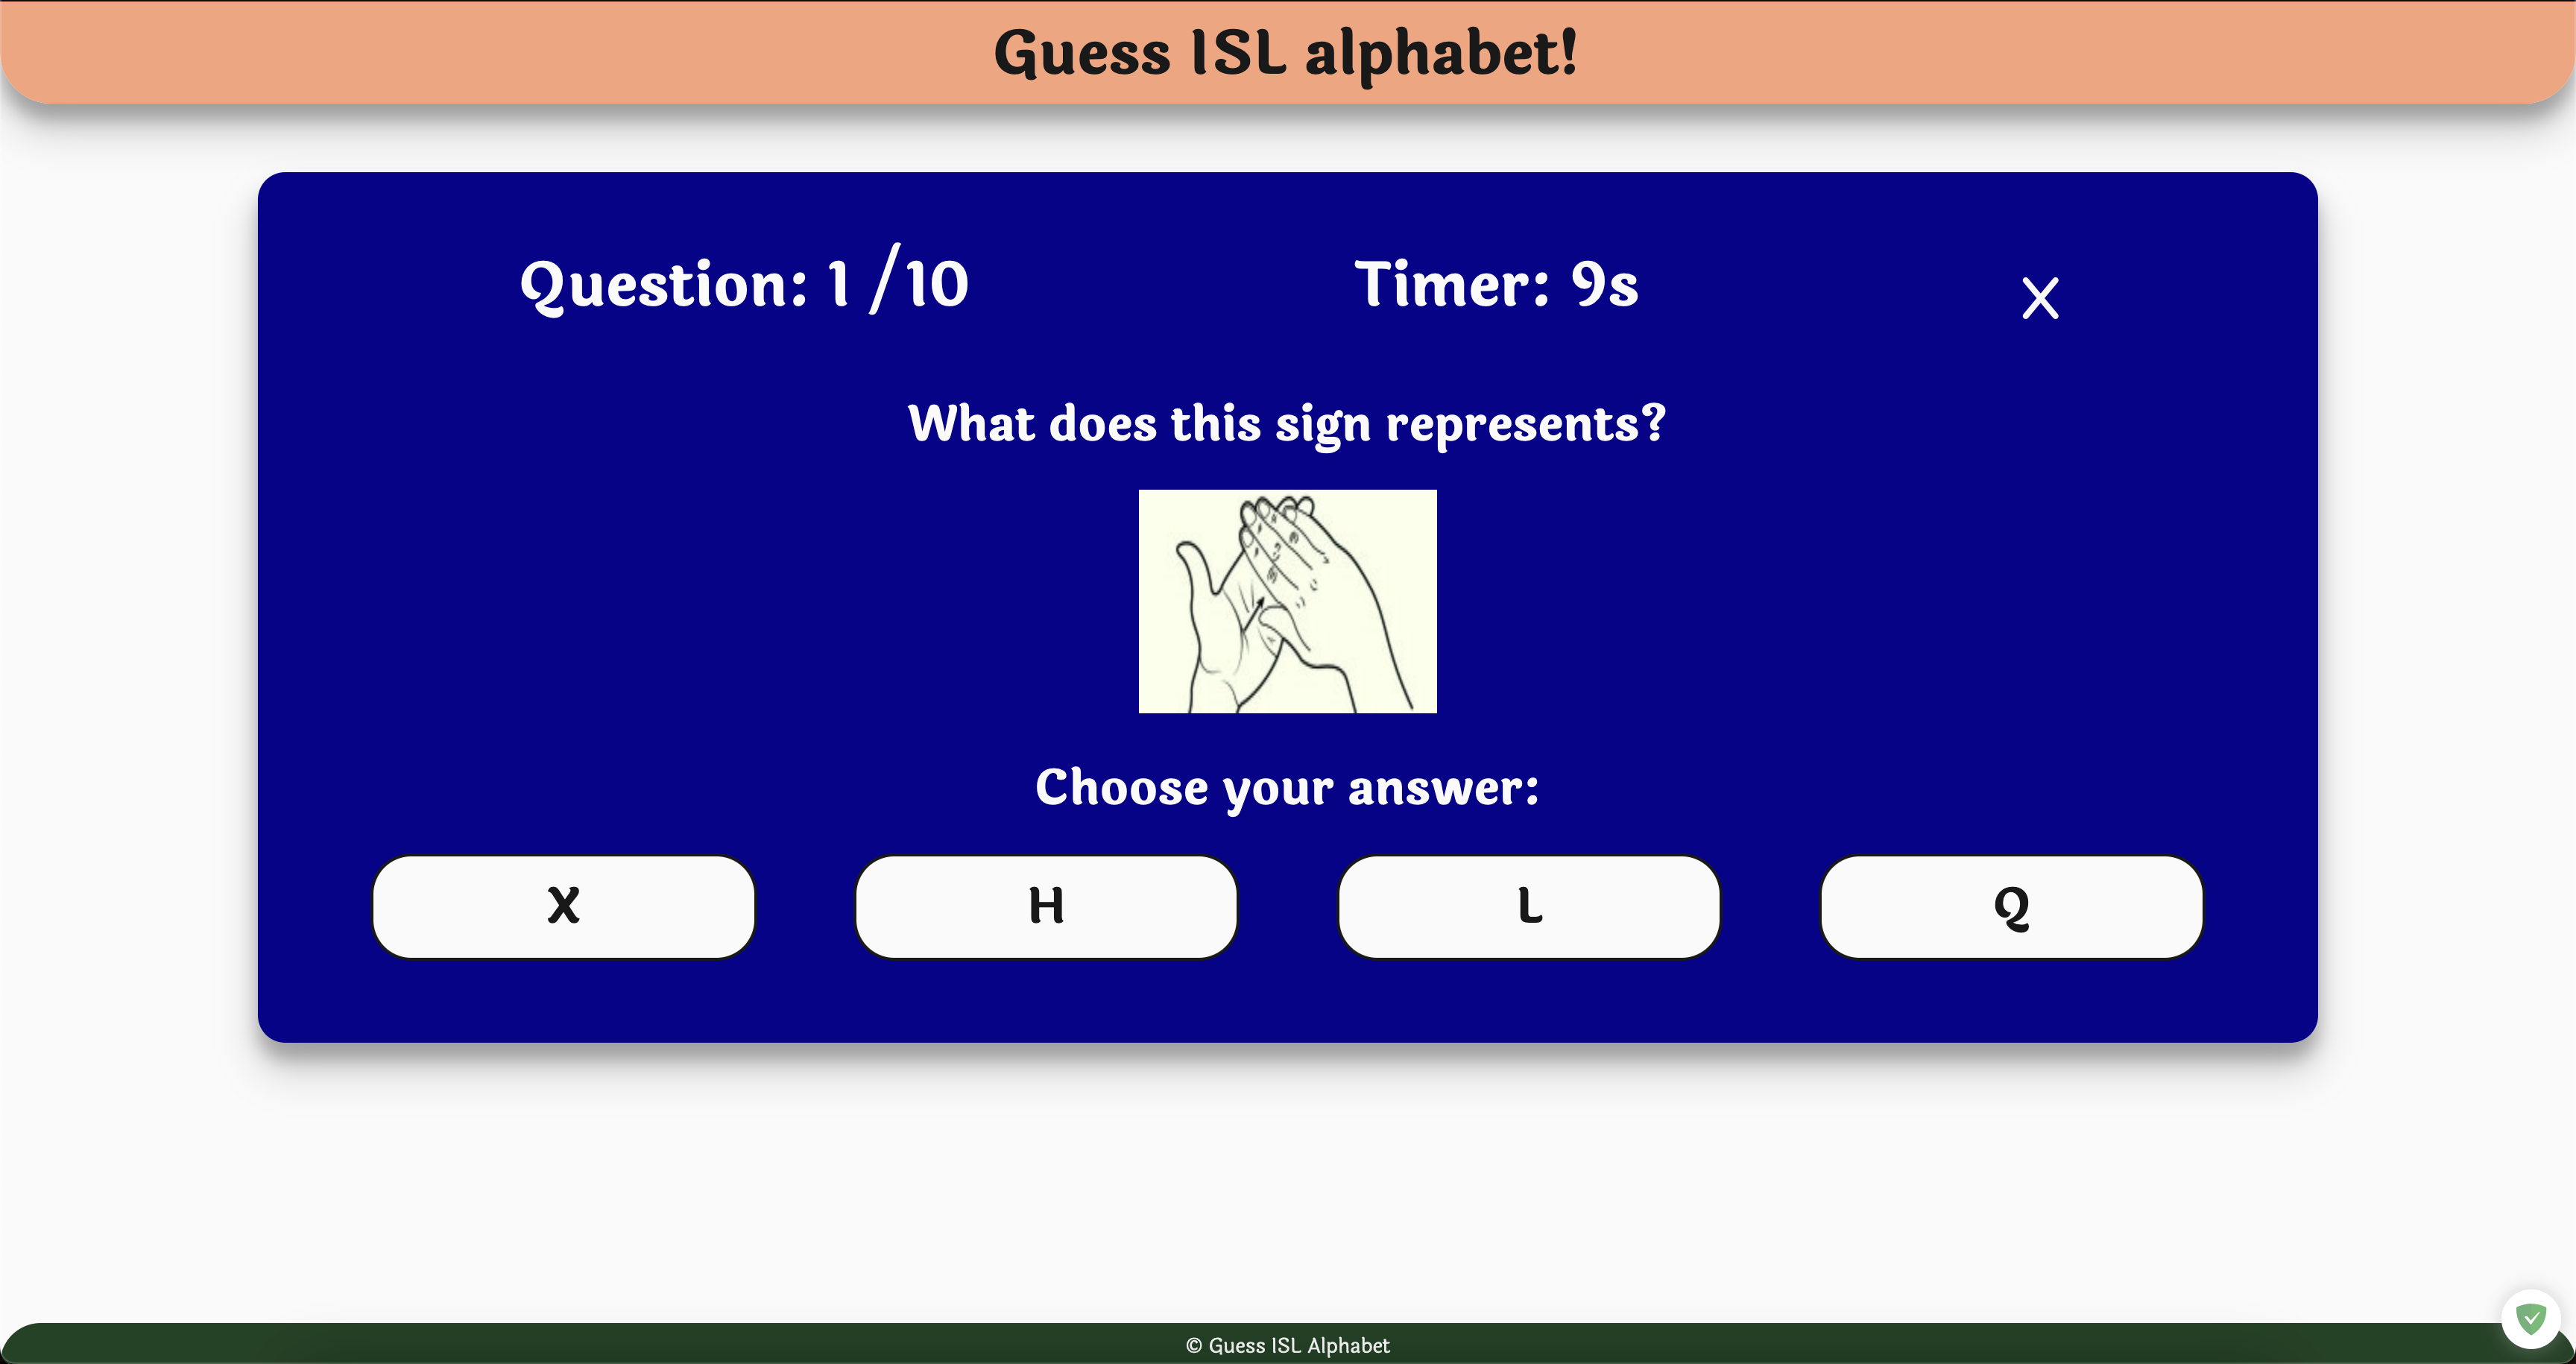 Guess ISL alphabet!
Question: 1 /10
Timer: 9s
X
What does this sign represents?
Choose your answer:
X
H
L
Q
© Guess ISL Alphabet